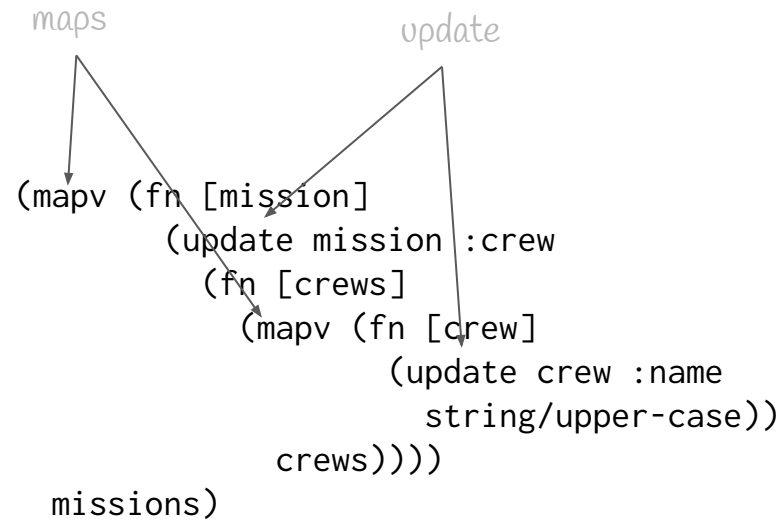 maps
update
(mapv (fn [mission]
(update mission :crew
(fn [crews]
(mapv (fn [crew]
(update crew :name
string/upper-case))
crews))))
missions)